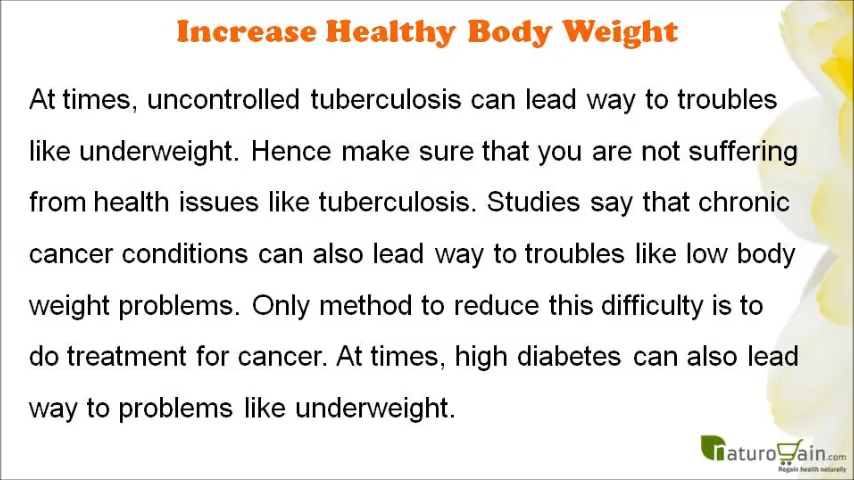 Increase Healthy Body Weight
At times, uncontrolled tuberculosis can lead way to troubles
like underweight. Hence make sure that you are not suffering
from health issues like tuberculosis. Studies say that chronic
cancer conditions can also lead way to troubles like low body
weight problems. Only method to reduce this difficulty is to
do treatment for cancer. At times, high diabetes can also lead
way to problems like underweight.
naturogain.com
Regain health naturally